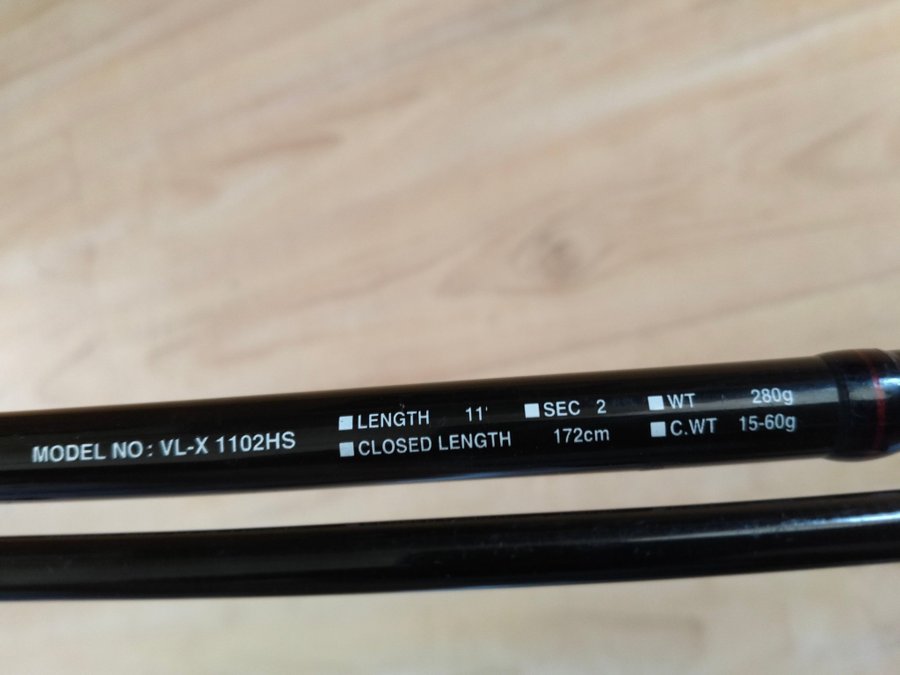 MODEL NO: VL-X 1102HS
■ LENGTH 11' ■ SEC 2 ■ WT 280g
■ CLOSED LENGTH 172cm ■ C.WT 15-60g